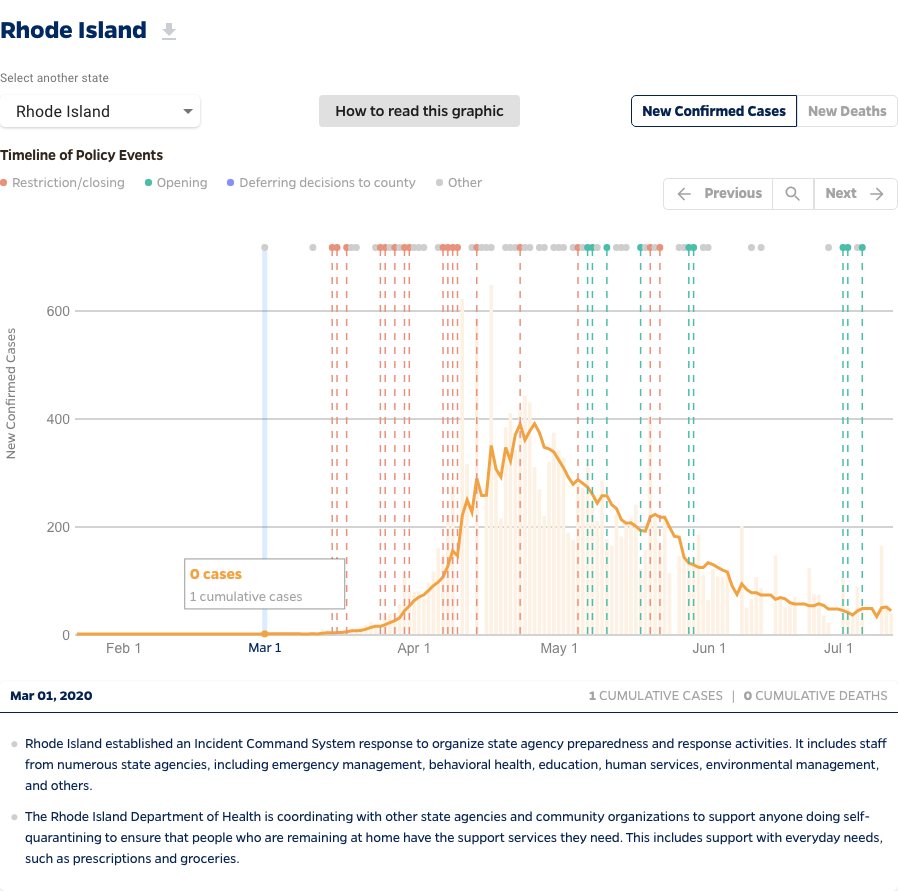 Rhode Island
Select another state
Rhode Island
How to read this graphic
New Confirmed Cases
New Deaths
Timeline of Policy Events
Restriction/closing
Opening
Deferring decisions to county
Other
Previous
Next
New Confirmed Cases
600
400
200
0
0 cases
1 cumulative cases
Feb 1
Mar 1
Apr 1
May 1
Jun 1
Jul 1
Mar 01, 2020
1 CUMULATIVE CASES | 0 CUMULATIVE DEATHS
Rhode Island established an Incident Command System response to organize state agency preparedness and response activities. It includes staff
from numerous state agencies, including emergency management, behavioral health, education, human services, environmental management,
and others.
The Rhode Island Department of Health is coordinating with other state agencies and community organizations to support anyone doing self-
quarantining to ensure that people who are remaining at home have the support services they need. This includes support with everyday needs,
such as prescriptions and groceries.